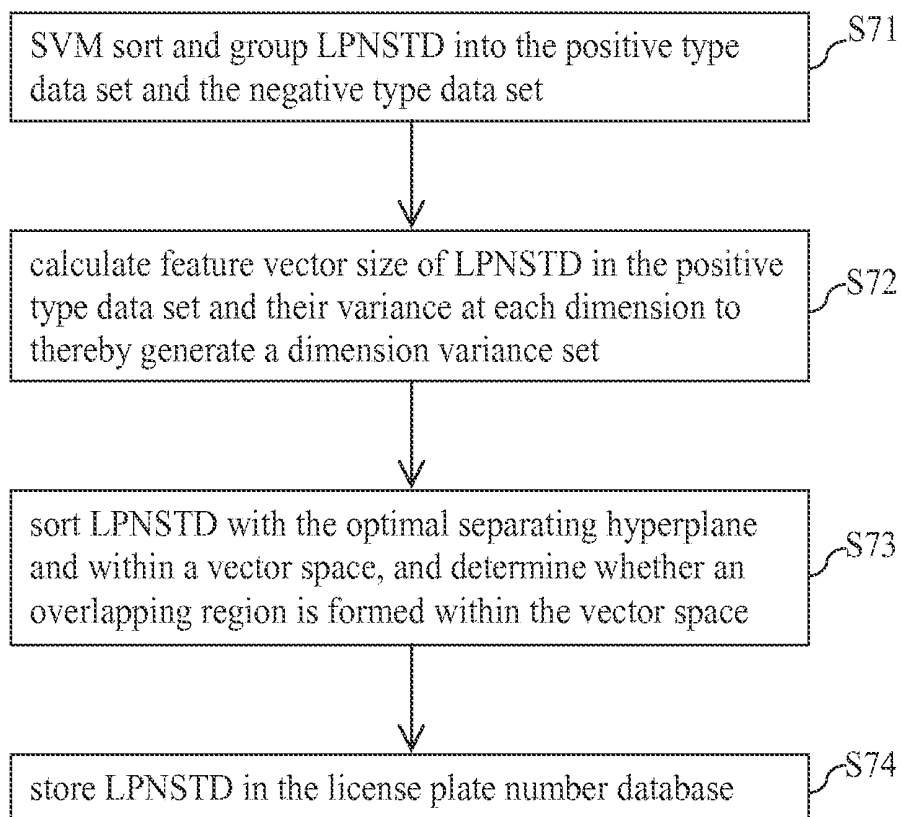 SVM sort and group LPNSTD into the positive type
data set and the negative type data set
S71
calculate feature vector size of LPNSTD in the positive
type data set and their variance at each dimension to
thereby generate a dimension variance set
S72
sort LPNSTD with the optimal separating hyperplane
and within a vector space, and determine whether an
overlapping region is formed within the vector space
S73
store LPNSTD in the license plate number database
S74